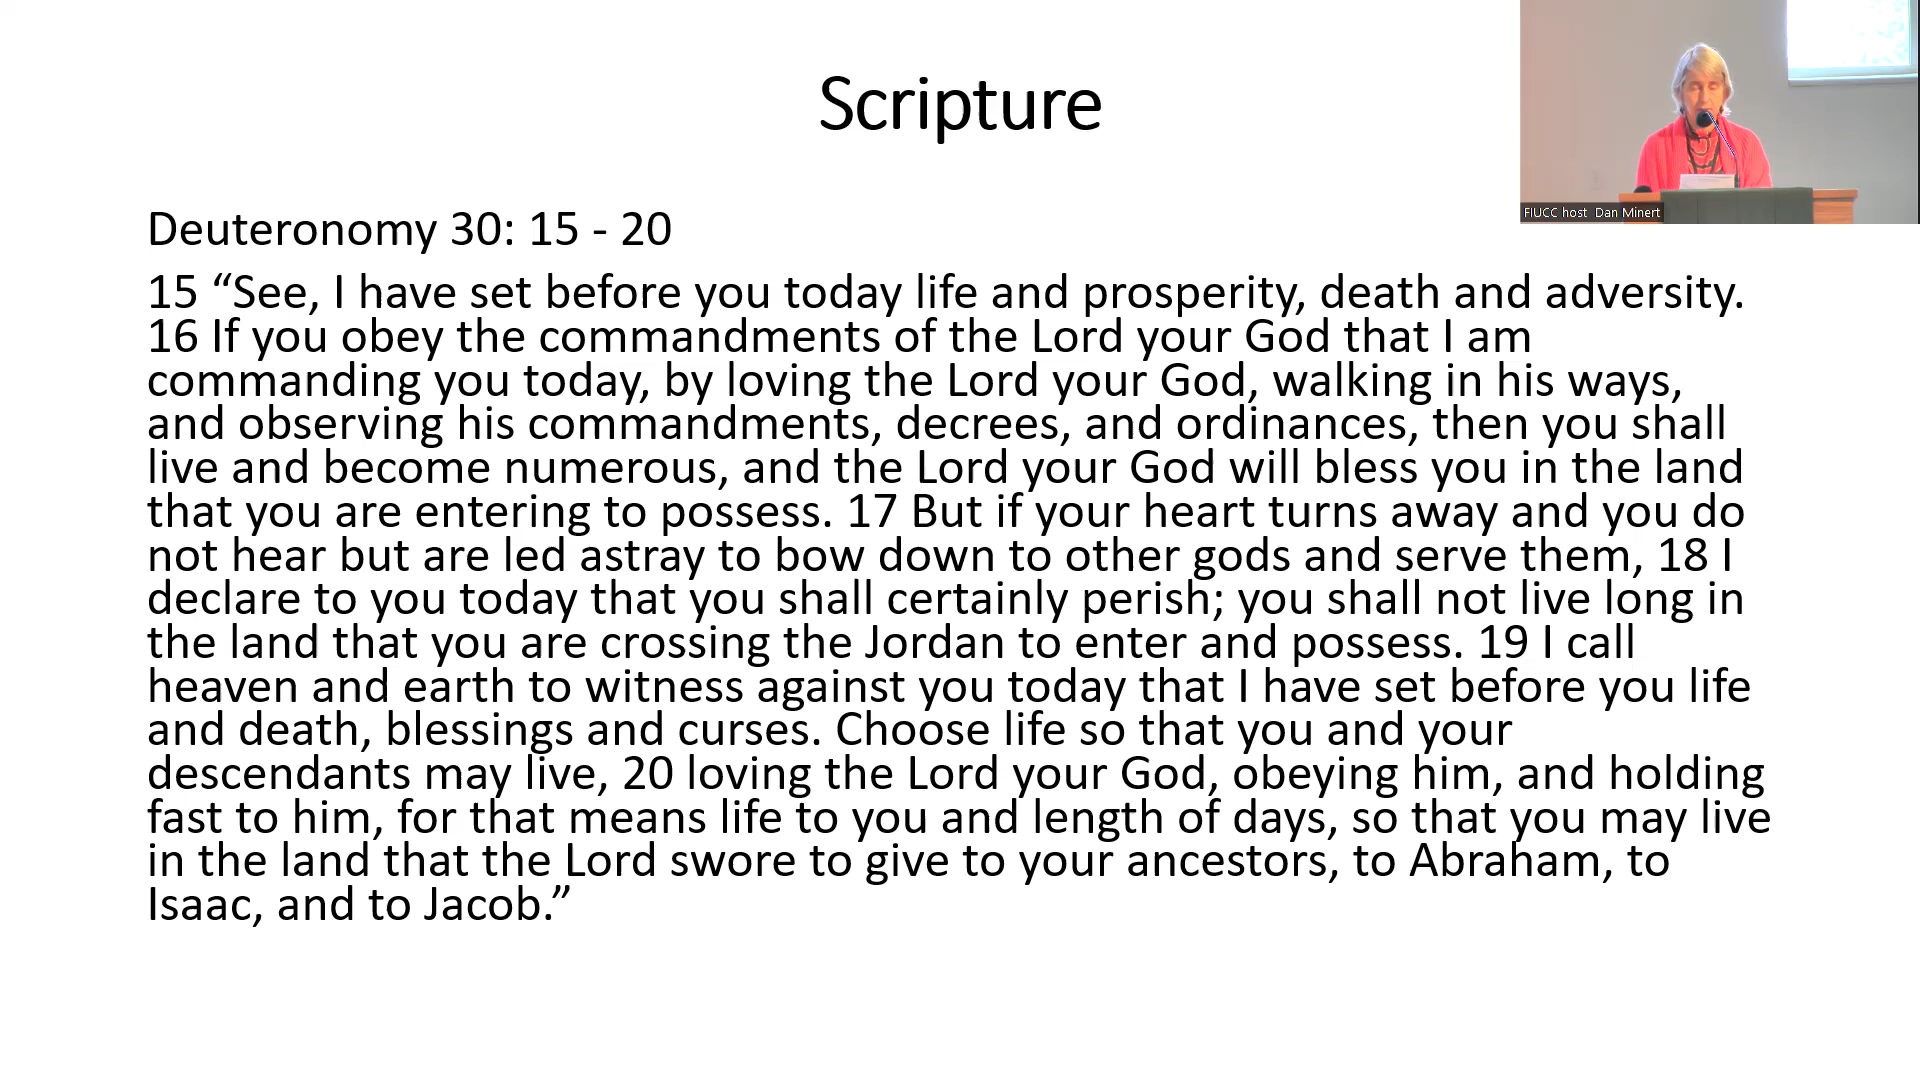 Scripture
Deuteronomy 30: 15 - 20
15 “See, I have set before you today life and prosperity, death and adversity.
16 If you obey the commandments of the Lord your God that I am
commanding you today, by loving the Lord your God, walking in his ways,
and observing his commandments, decrees, and ordinances, then you shall
live and become numerous, and the Lord your God will bless you in the land
that you are entering to possess. 17 But if your heart turns away and you do
not hear but are led astray to bow down to other gods and serve them, 18 I
declare to you today that you shall certainly perish; you shall not live long in
the land that you are crossing the Jordan to enter and possess. 19 I call
heaven and earth to witness against you today that I have set before you life
and death, blessings and curses. Choose life so that you and your
descendants may live, 20 loving the Lord your God, obeying him, and holding
fast to him, for that means life to you and length of days, so that you may live
in the land that the Lord swore to give to your ancestors, to Abraham, to
Isaac, and to Jacob.”
FIUCC host Dan Minert